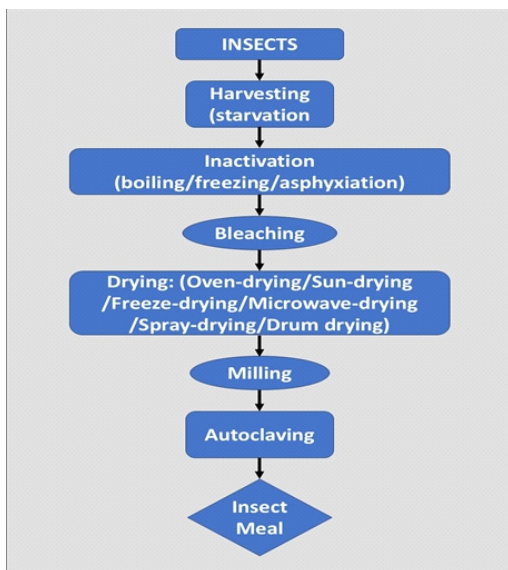 INSECTS
Harvesting
(starvation
Inactivation
(boiling/freezing/asphyxiation)
Bleaching
Drying: (Oven-drying/Sun-drying
/Freeze-drying/Microwave-drying
/Spray-drying/Drum drying)
Milling
Autoclaving
Insect
Meal